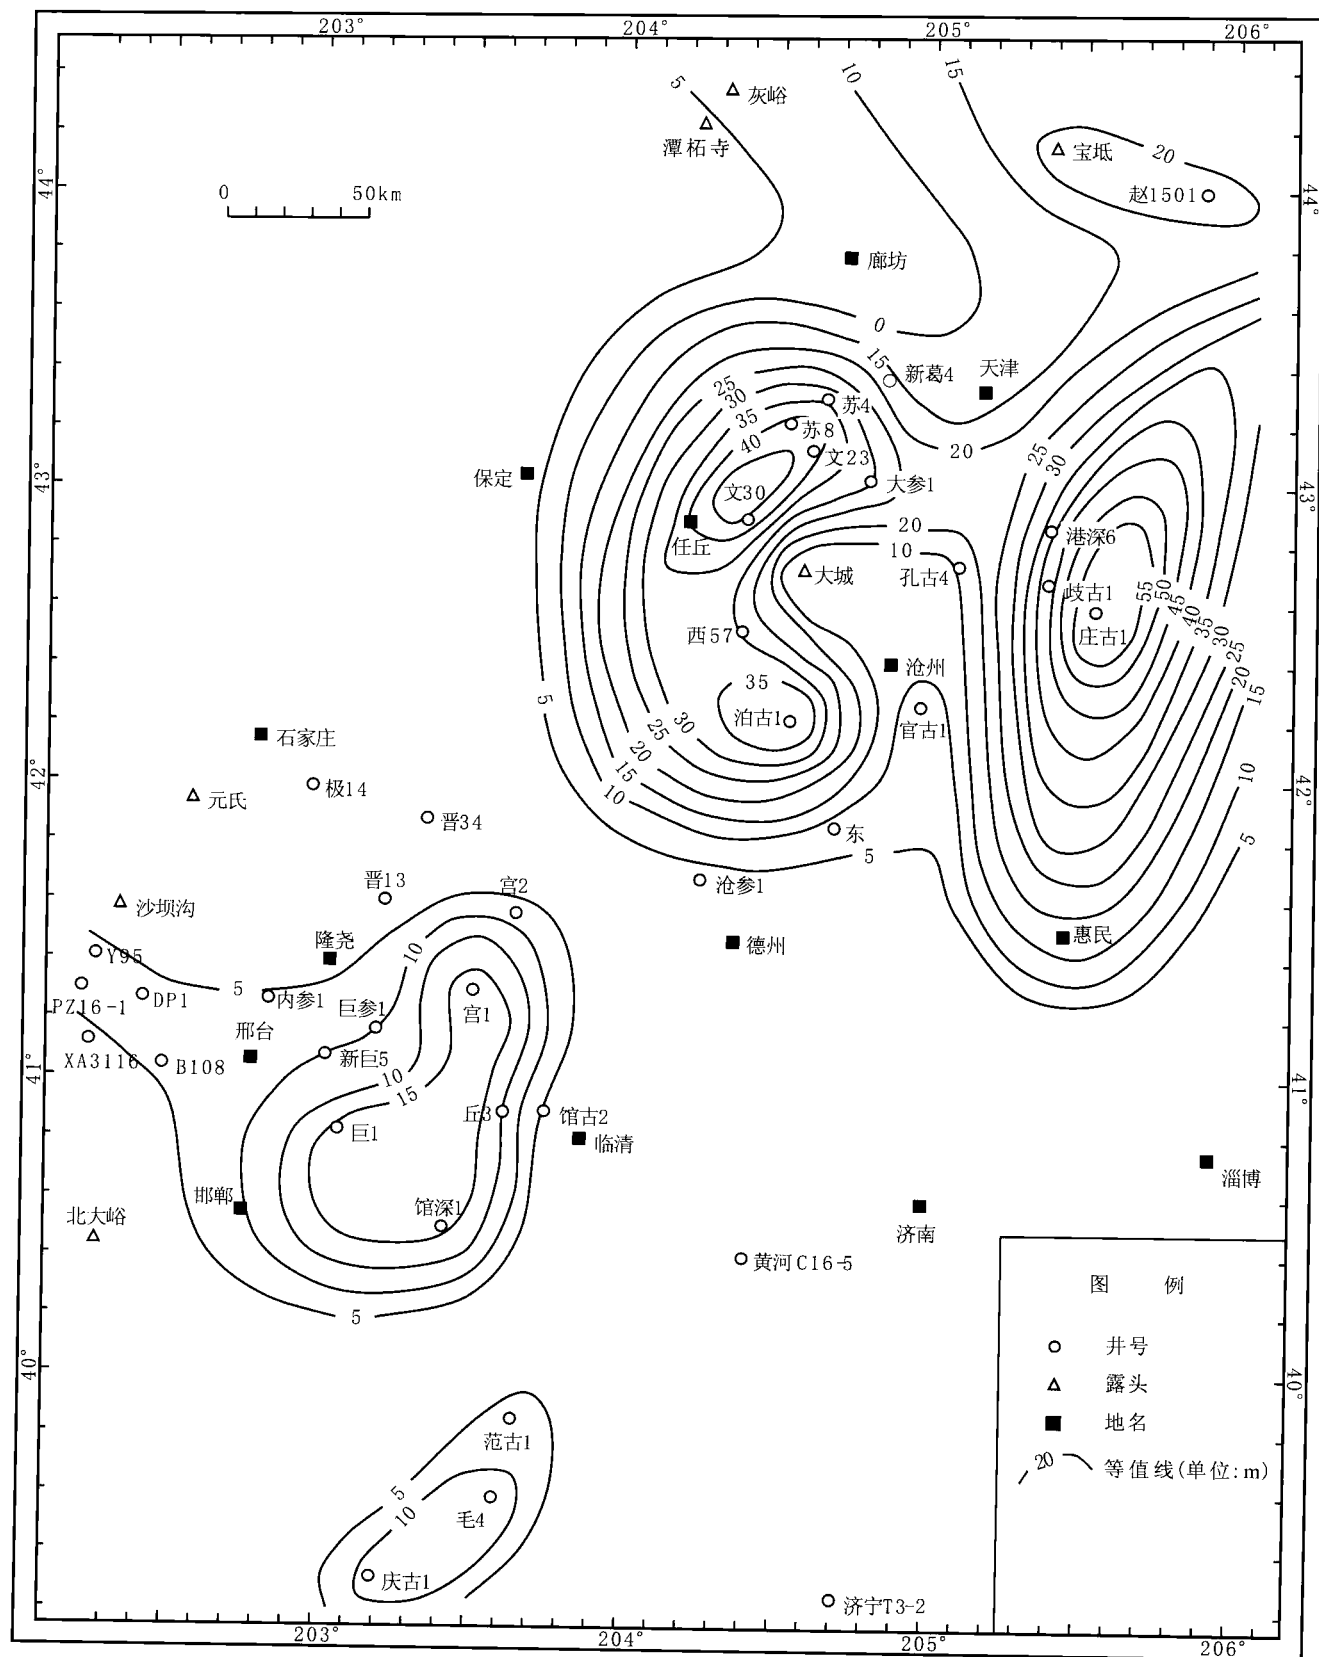 203° 204° 205° 206°
5 10 15
灰峪
潭柘寺
宝坻 20
赵1501
44° 44°
0 50km
廊坊
0
15
新葛4 天津
25
30
35
40
苏4
苏8
文23
20
25
30
保定
文30
大参1
43° 43°
任丘
20
10
港深6
大城 孔古4
歧古1
庄古1
55
50
45
40
35
30
25
20
15
西57
沧州
5
35
泊古1
官古1
30
25
20
15
10
石家庄
42° 42°
极14
元氏
晋34
东
10
5
5
晋13 宫2
沧参1
沙坝沟
隆尧
10
德州
惠民
Y95
5
PZ16-1 DP1 内参1 巨参1 宫1
邢台
XA3116 B108 新巨5
41° 41°
10
15
丘3 馆古2
巨1 临清
邯郸 馆深1
淄博
北大峪
济南
黄河C16-5
5
图 例
井号
露头
地名
20 等值线(单位:m)
40° 40°
范古1
5
10
毛4
庆古1
济宁T3-2
203° 204° 205° 206°